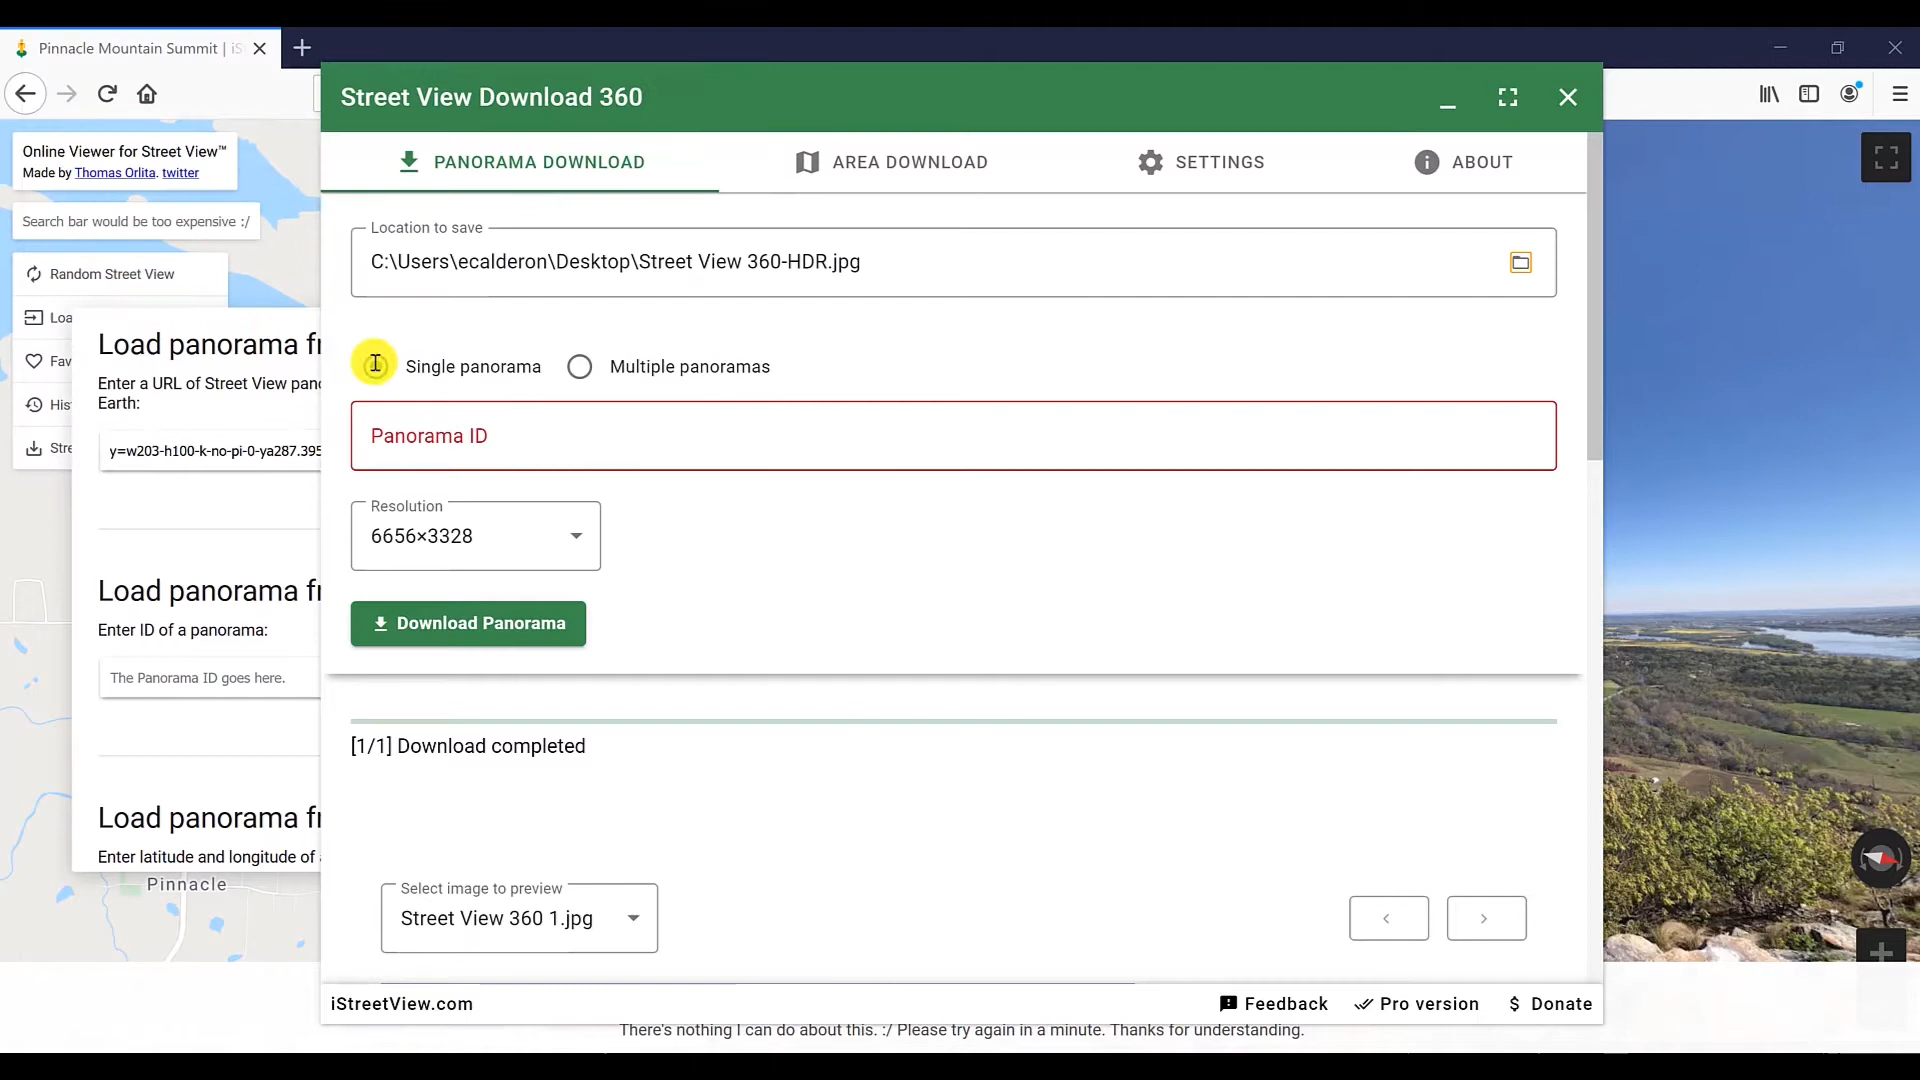 Pinnacle Mountain Summit | iS
Street View Download 360
Online Viewer for Street View™
Made by Thomas Orlita. twitter
Search bar would be too expensive :/
Random Street View
Loa
Fav
His
Stre
Load panorama fr
Enter a URL of Street View pano
Earth:
y=w203-h100-k-no-pi-0-ya287.395
Load panorama fr
Enter ID of a panorama:
The Panorama ID goes here.
Load panorama fr
Enter latitude and longitude of a
Pinnacle
PANORAMA DOWNLOAD
AREA DOWNLOAD
SETTINGS
ABOUT
Location to save
C:\Users\ecalderon\Desktop\Street View 360-HDR.jpg
Single panorama
Multiple panoramas
Panorama ID
Resolution
6656×3328
Download Panorama
[1/1] Download completed
Select image to preview
Street View 360 1.jpg
iStreetView.com
Feedback
Pro version
$ Donate
There's nothing I can do about this. :/ Please try again in a minute. Thanks for understanding.